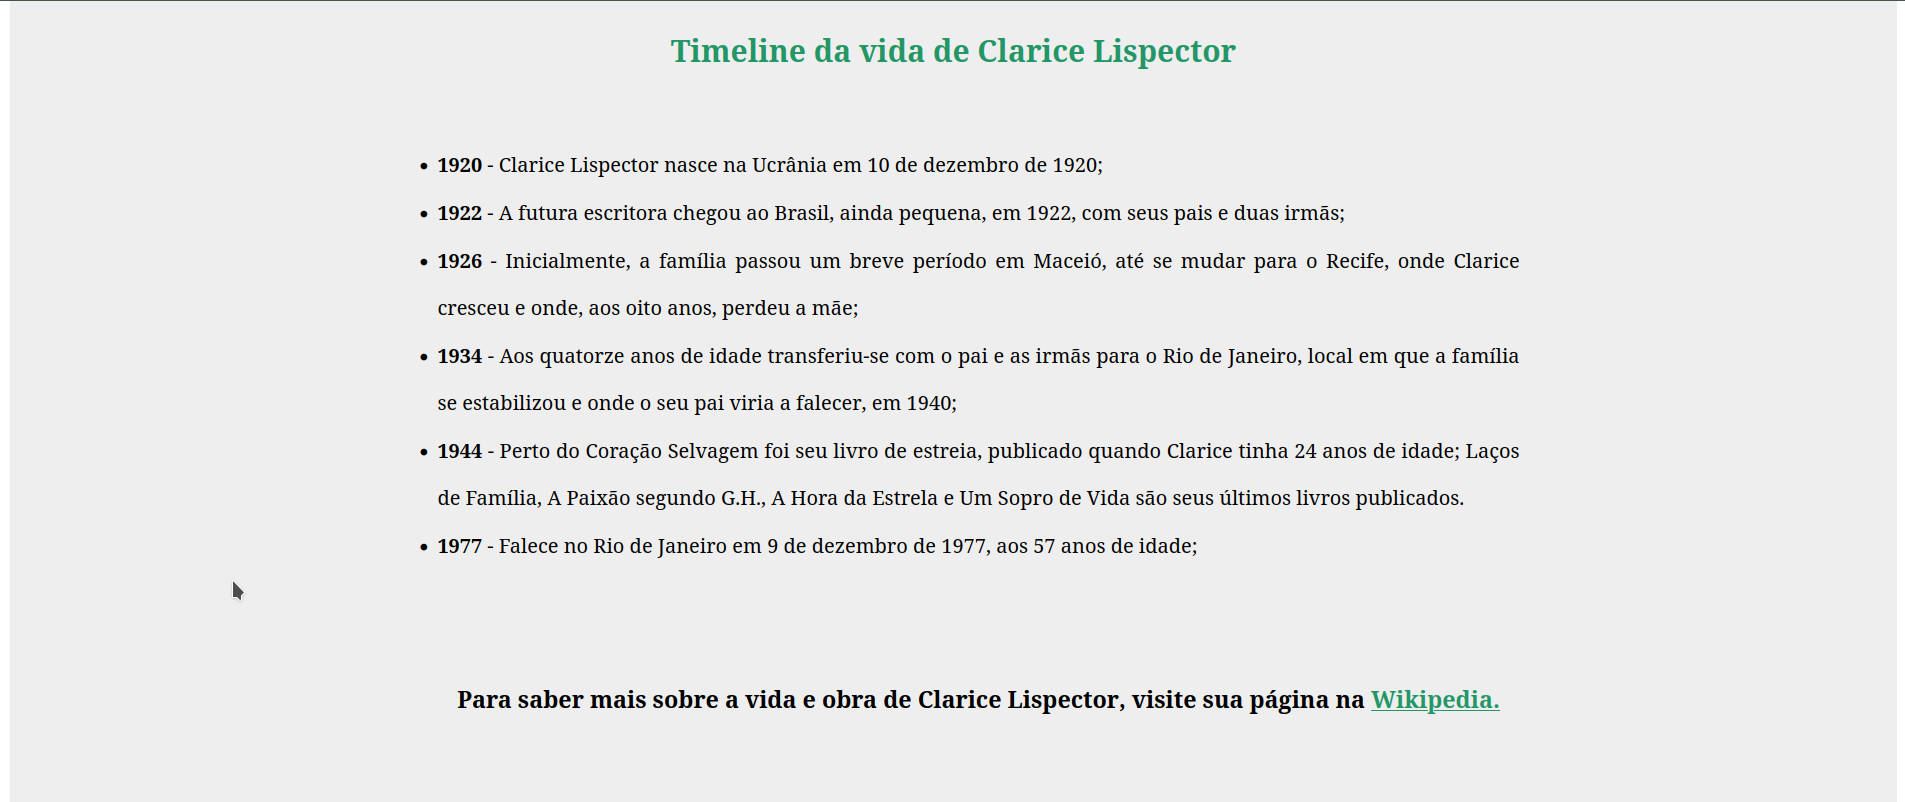 Timeline da vida de Clarice Lispector
• 1920 - Clarice Lispector nasce na Ucrânia em 10 de dezembro de 1920;
• 1922 - A futura escritora chegou ao Brasil, ainda pequena, em 1922, com seus pais e duas irmãs;
• 1926 - Inicialmente, a família passou um breve período em Maceió, até se mudar para o Recife, onde Clarice
cresceu e onde, aos oito anos, perdeu a mãe;
• 1934 - Aos quatorze anos de idade transferiu-se com o pai e as irmãs para o Rio de Janeiro, local em que a família
se estabilizou e onde o seu pai viria a falecer, em 1940;
• 1944 - Perto do Coração Selvagem foi seu livro de estreia, publicado quando Clarice tinha 24 anos de idade; Laços
de Família, A Paixão segundo G.H., A Hora da Estrela e Um Sopro de Vida são seus últimos livros publicados.
• 1977 - Falece no Rio de Janeiro em 9 de dezembro de 1977, aos 57 anos de idade;
Para saber mais sobre a vida e obra de Clarice Lispector, visite sua página na Wikipedia.